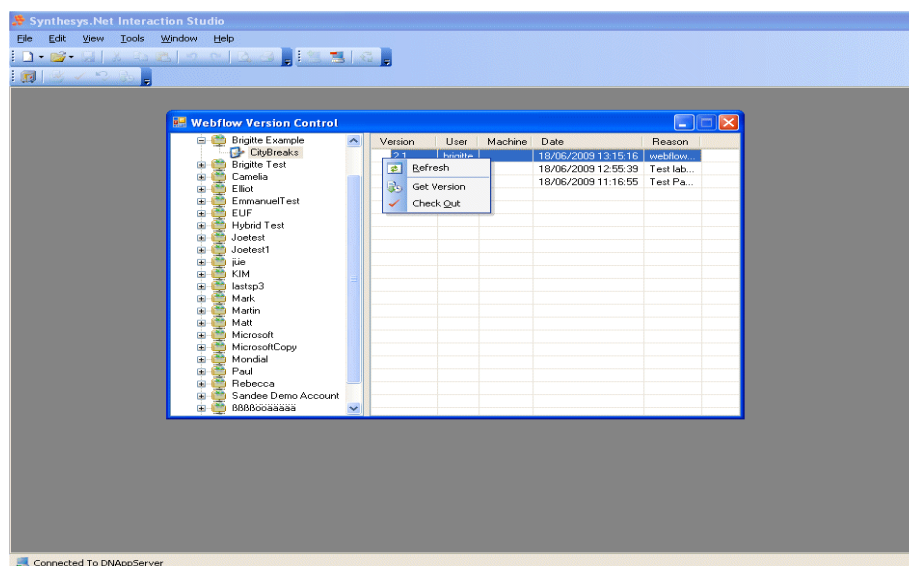 Synthesys.Net Interaction Studio
File Edit View Tools Window Help
Webflow Version Control
Brigitte Example
CityBreaks
Brigitte Test
Camelia
Elliot
EmmanuelTest
EUF
Hybrid Test
Joetest
Joetest1
KIM
lastsp3
Mark
Martin
Matt
Microsoft
MicrosoftCopy
Mondial
Paul
Rebecca
Sandee Demo Account
Version User Machine Date Reason
2.1 brigitte 18/06/2009 13:15:16 webflow...
18/06/2009 12:55:39 Test lab...
18/06/2009 11:16:55 Test Pa...
Refresh
Get Version
Check Out
Connected To DNAppServer